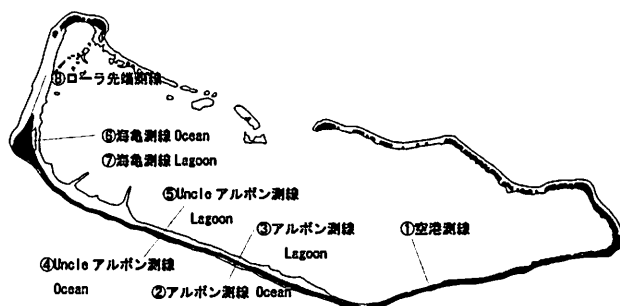 ⑧ローラ先端測線
⑥海亀測線 Ocean
⑦海亀測線 Lagoon
⑤Uncle アルボン測線
Lagoon
③アルボン測線
Lagoon
①空港測線
④Uncle アルボン測線
Ocean
②アルボン測線 Ocean